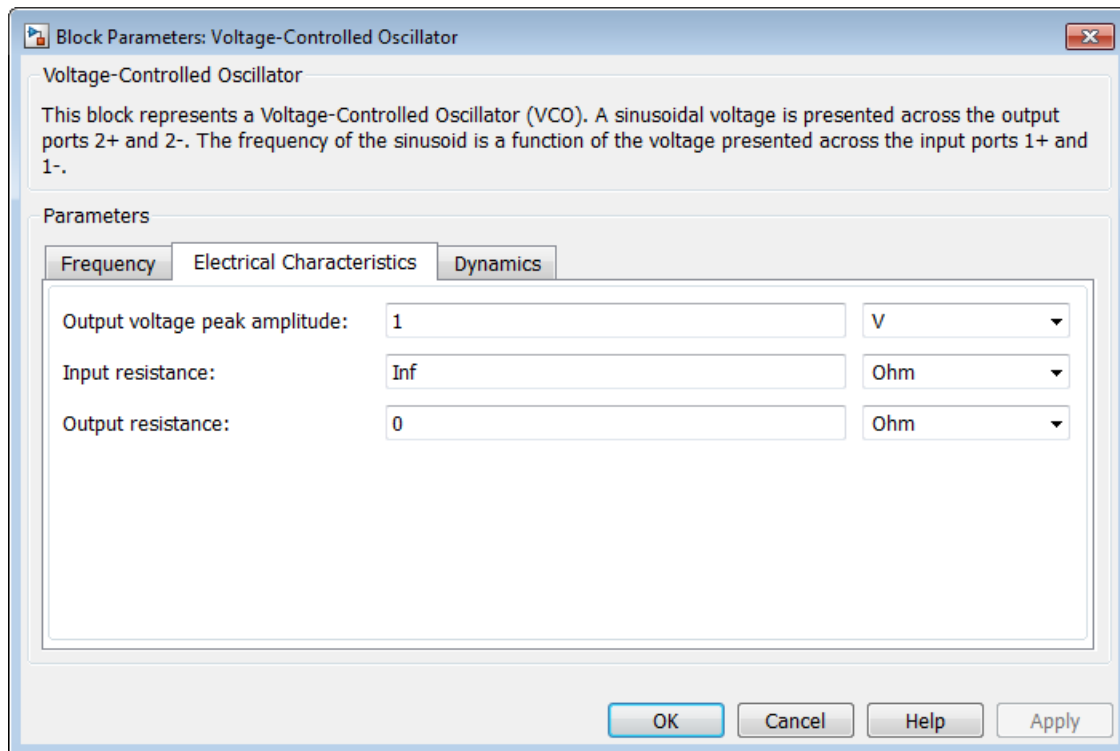 Block Parameters: Voltage-Controlled Oscillator
Voltage-Controlled Oscillator
This block represents a Voltage-Controlled Oscillator (VCO). A sinusoidal voltage is presented across the output
ports 2+ and 2-. The frequency of the sinusoid is a function of the voltage presented across the input ports 1+ and
1-.
Parameters
Frequency Electrical Characteristics Dynamics
Output voltage peak amplitude: 1 V
Input resistance: Inf Ohm
Output resistance: 0 Ohm
OK Cancel Help Apply